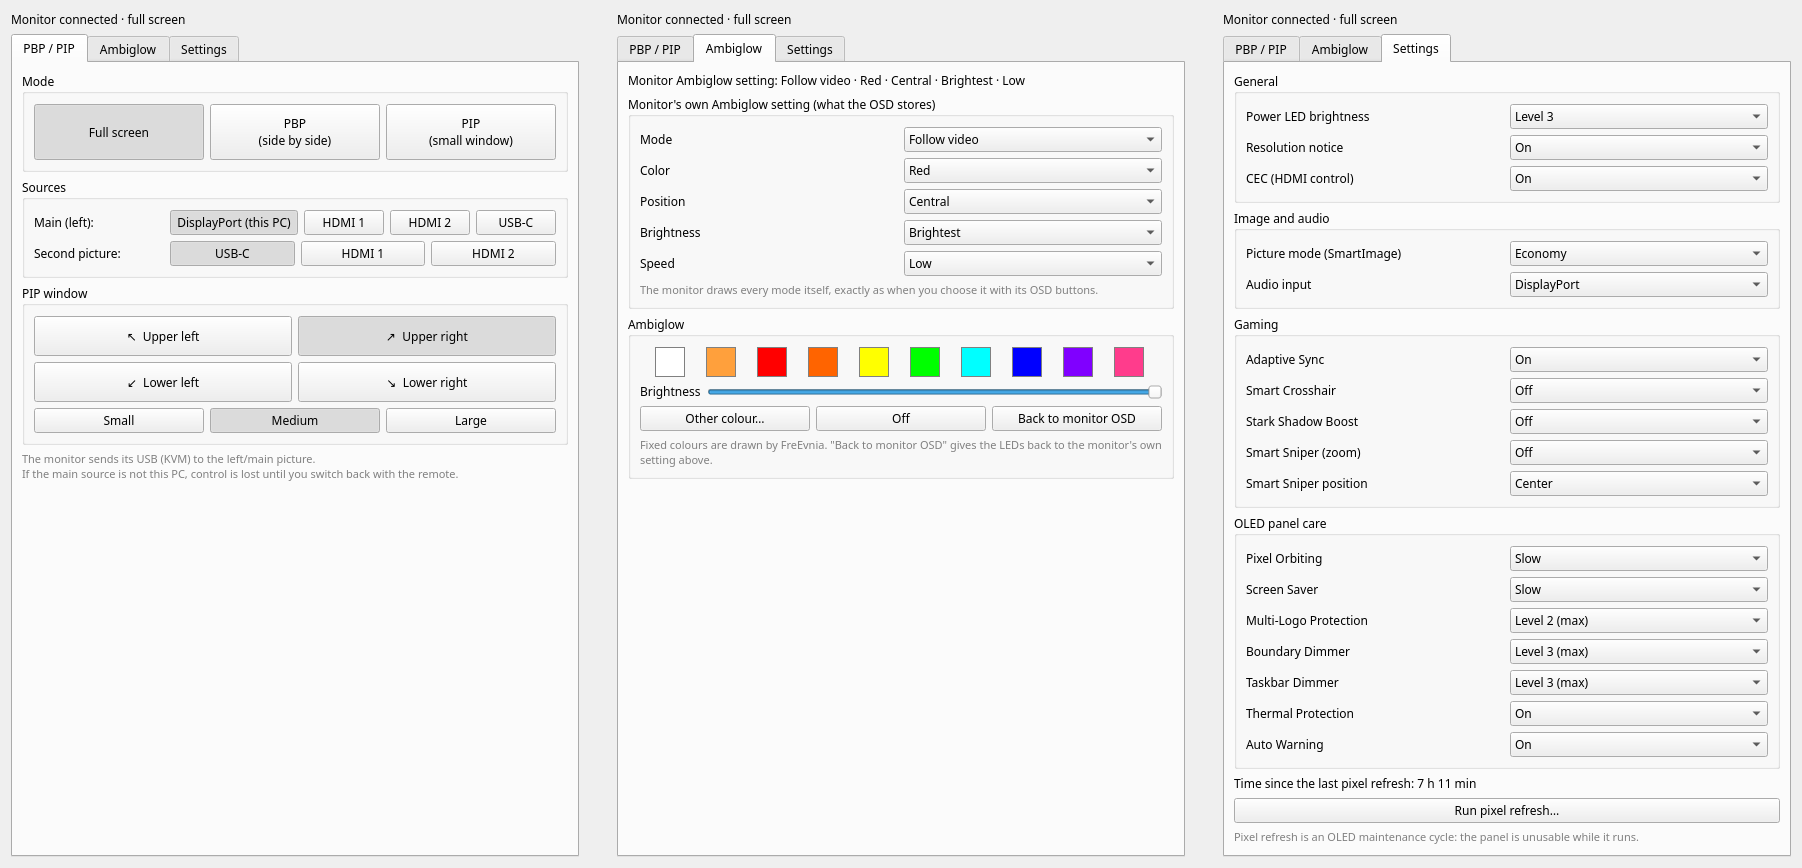 Monitor connected · full screen
PBP / PIP
Ambiglow
Settings
Mode
Full screen
PBP
(side by side)
PIP
(small window)
Sources
Main (left):
DisplayPort (this PC)
HDMI 1
HDMI 2
USB-C
Second picture:
USB-C
HDMI 1
HDMI 2
PIP window
↖ Upper left
↗ Upper right
↙ Lower left
↘ Lower right
Small
Medium
Large
The monitor sends its USB (KVM) to the left/main picture.
If the main source is not this PC, control is lost until you switch back with the remote.
Monitor connected · full screen
PBP / PIP
Ambiglow
Settings
Monitor Ambiglow setting: Follow video · Red · Central · Brightest · Low
Monitor's own Ambiglow setting (what the OSD stores)
Mode
Follow video
Color
Red
Position
Central
Brightness
Brightest
Speed
Low
The monitor draws every mode itself, exactly as when you choose it with its OSD buttons.
Ambiglow
Brightness
Other colour...
Off
Back to monitor OSD
Fixed colours are drawn by FreEvnia. "Back to monitor OSD" gives the LEDs back to the monitor's own
setting above.
Monitor connected · full screen
PBP / PIP
Ambiglow
Settings
General
Power LED brightness
Level 3
Resolution notice
On
CEC (HDMI control)
On
Image and audio
Picture mode (SmartImage)
Economy
Audio input
DisplayPort
Gaming
Adaptive Sync
On
Smart Crosshair
Off
Stark Shadow Boost
Off
Smart Sniper (zoom)
Off
Smart Sniper position
Center
OLED panel care
Pixel Orbiting
Slow
Screen Saver
Slow
Multi-Logo Protection
Level 2 (max)
Boundary Dimmer
Level 3 (max)
Taskbar Dimmer
Level 3 (max)
Thermal Protection
On
Auto Warning
On
Time since the last pixel refresh: 7 h 11 min
Run pixel refresh...
Pixel refresh is an OLED maintenance cycle: the panel is unusable while it runs.